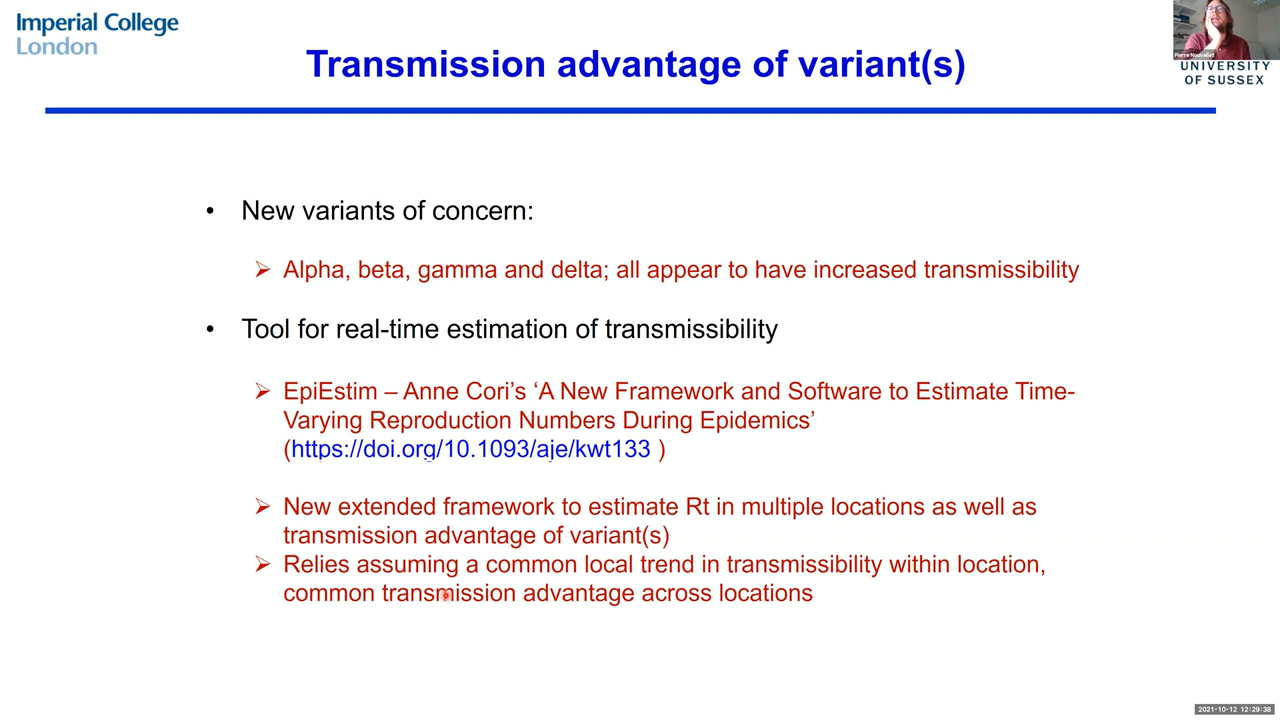 Imperial College
London
Transmission advantage of variant(s)
Pierre Nouvellet
UNIVERSITY
OF SUSSEX
• New variants of concern:
➢ Alpha, beta, gamma and delta; all appear to have increased transmissibility
• Tool for real-time estimation of transmissibility
➢ EpiEstim – Anne Cori’s ‘A New Framework and Software to Estimate Time-
Varying Reproduction Numbers During Epidemics’
(https://doi.org/10.1093/aje/kwt133 )
➢ New extended framework to estimate Rt in multiple locations as well as
transmission advantage of variant(s)
➢ Relies assuming a common local trend in transmissibility within location,
common transmission advantage across locations
2021-10-12 12:29:38